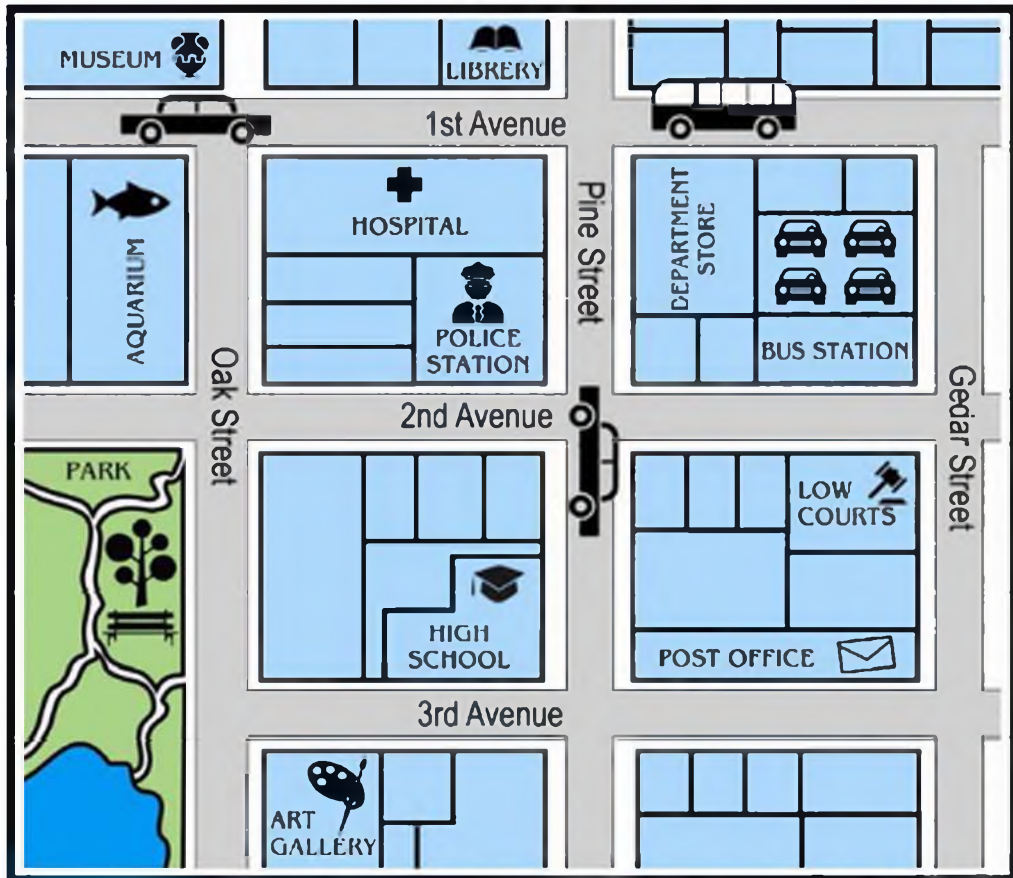 MUSEUM
LIBRERY
1st Avenue
HOSPITAL
AQUARIUM
POLICE
STATION
Pine Street
DEPARTMENT
STORE
BUS STATION
Oak Street
2nd Avenue
Gedar Street
PARK
LOW
COURTS
HIGH
SCHOOL
POST OFFICE
3rd Avenue
ART
GALLERY